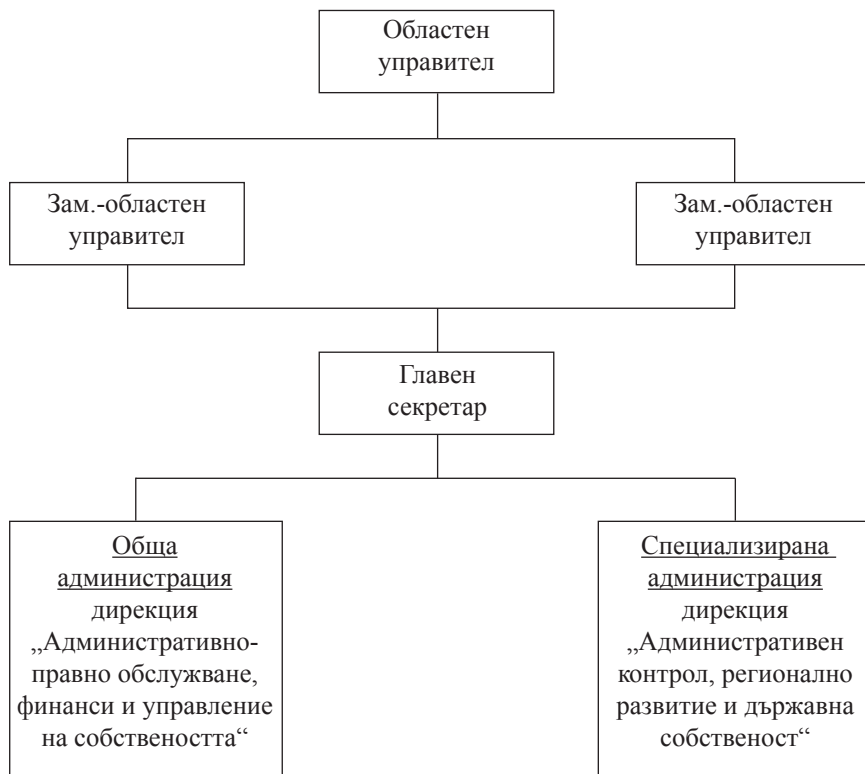 Областен
управител
Зам.-областен
управител
Зам.-областен
управител
Главен
секретар
Обща
администрация
дирекция
„Административно-
правно обслужване,
финанси и управление
на собствеността“
Специализирана
администрация
дирекция
„Административен
контрол, регионално
развитие и държавна
собственост“